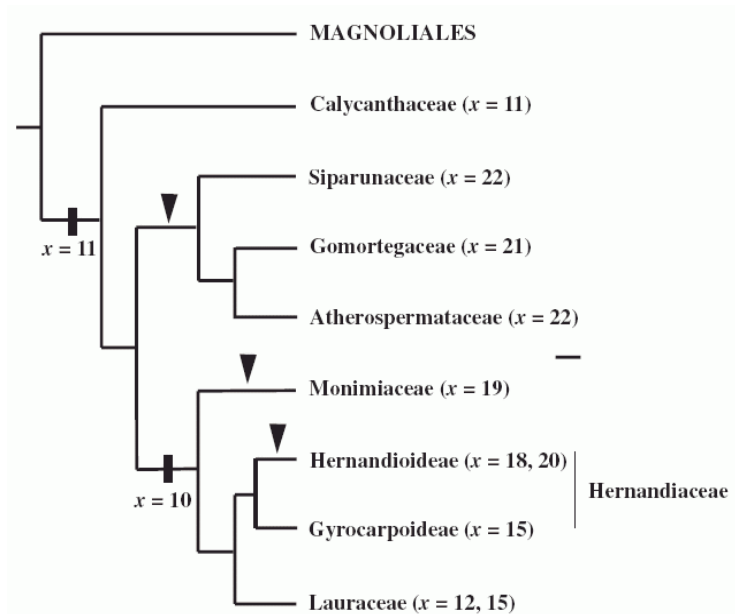 MAGNOLIALES
Calycanthaceae (x = 11)
Siparunaceae (x = 22)
x = 11
Gomortegaceae (x = 21)
Atherospermataceae (x = 22)
Monimiaceae (x = 19)
Hernandioideae (x = 18, 20)
Hernandiaceae
x = 10
Gyrocarpoideae (x = 15)
Lauraceae (x = 12, 15)